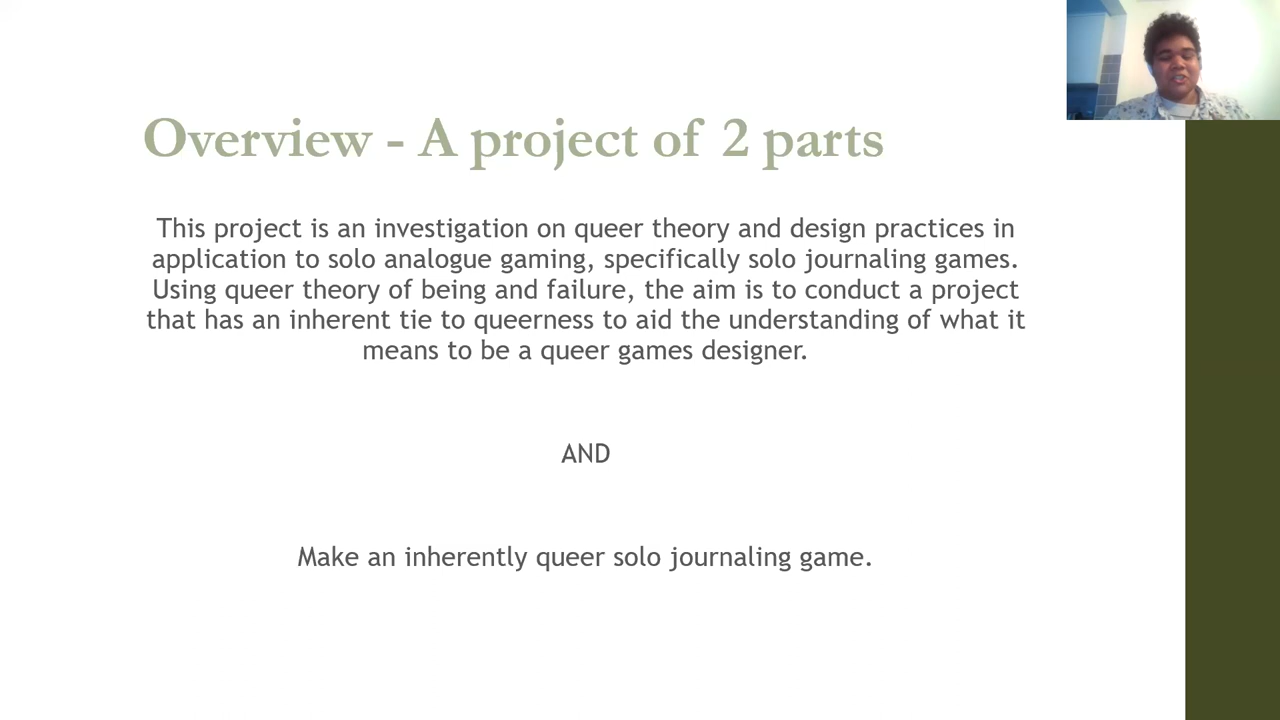 Overview - A project of 2 parts
This project is an investigation on queer theory and design practices in
application to solo analogue gaming, specifically solo journaling games.
Using queer theory of being and failure, the aim is to conduct a project
that has an inherent tie to queerness to aid the understanding of what it
means to be a queer games designer.
AND
Make an inherently queer solo journaling game.